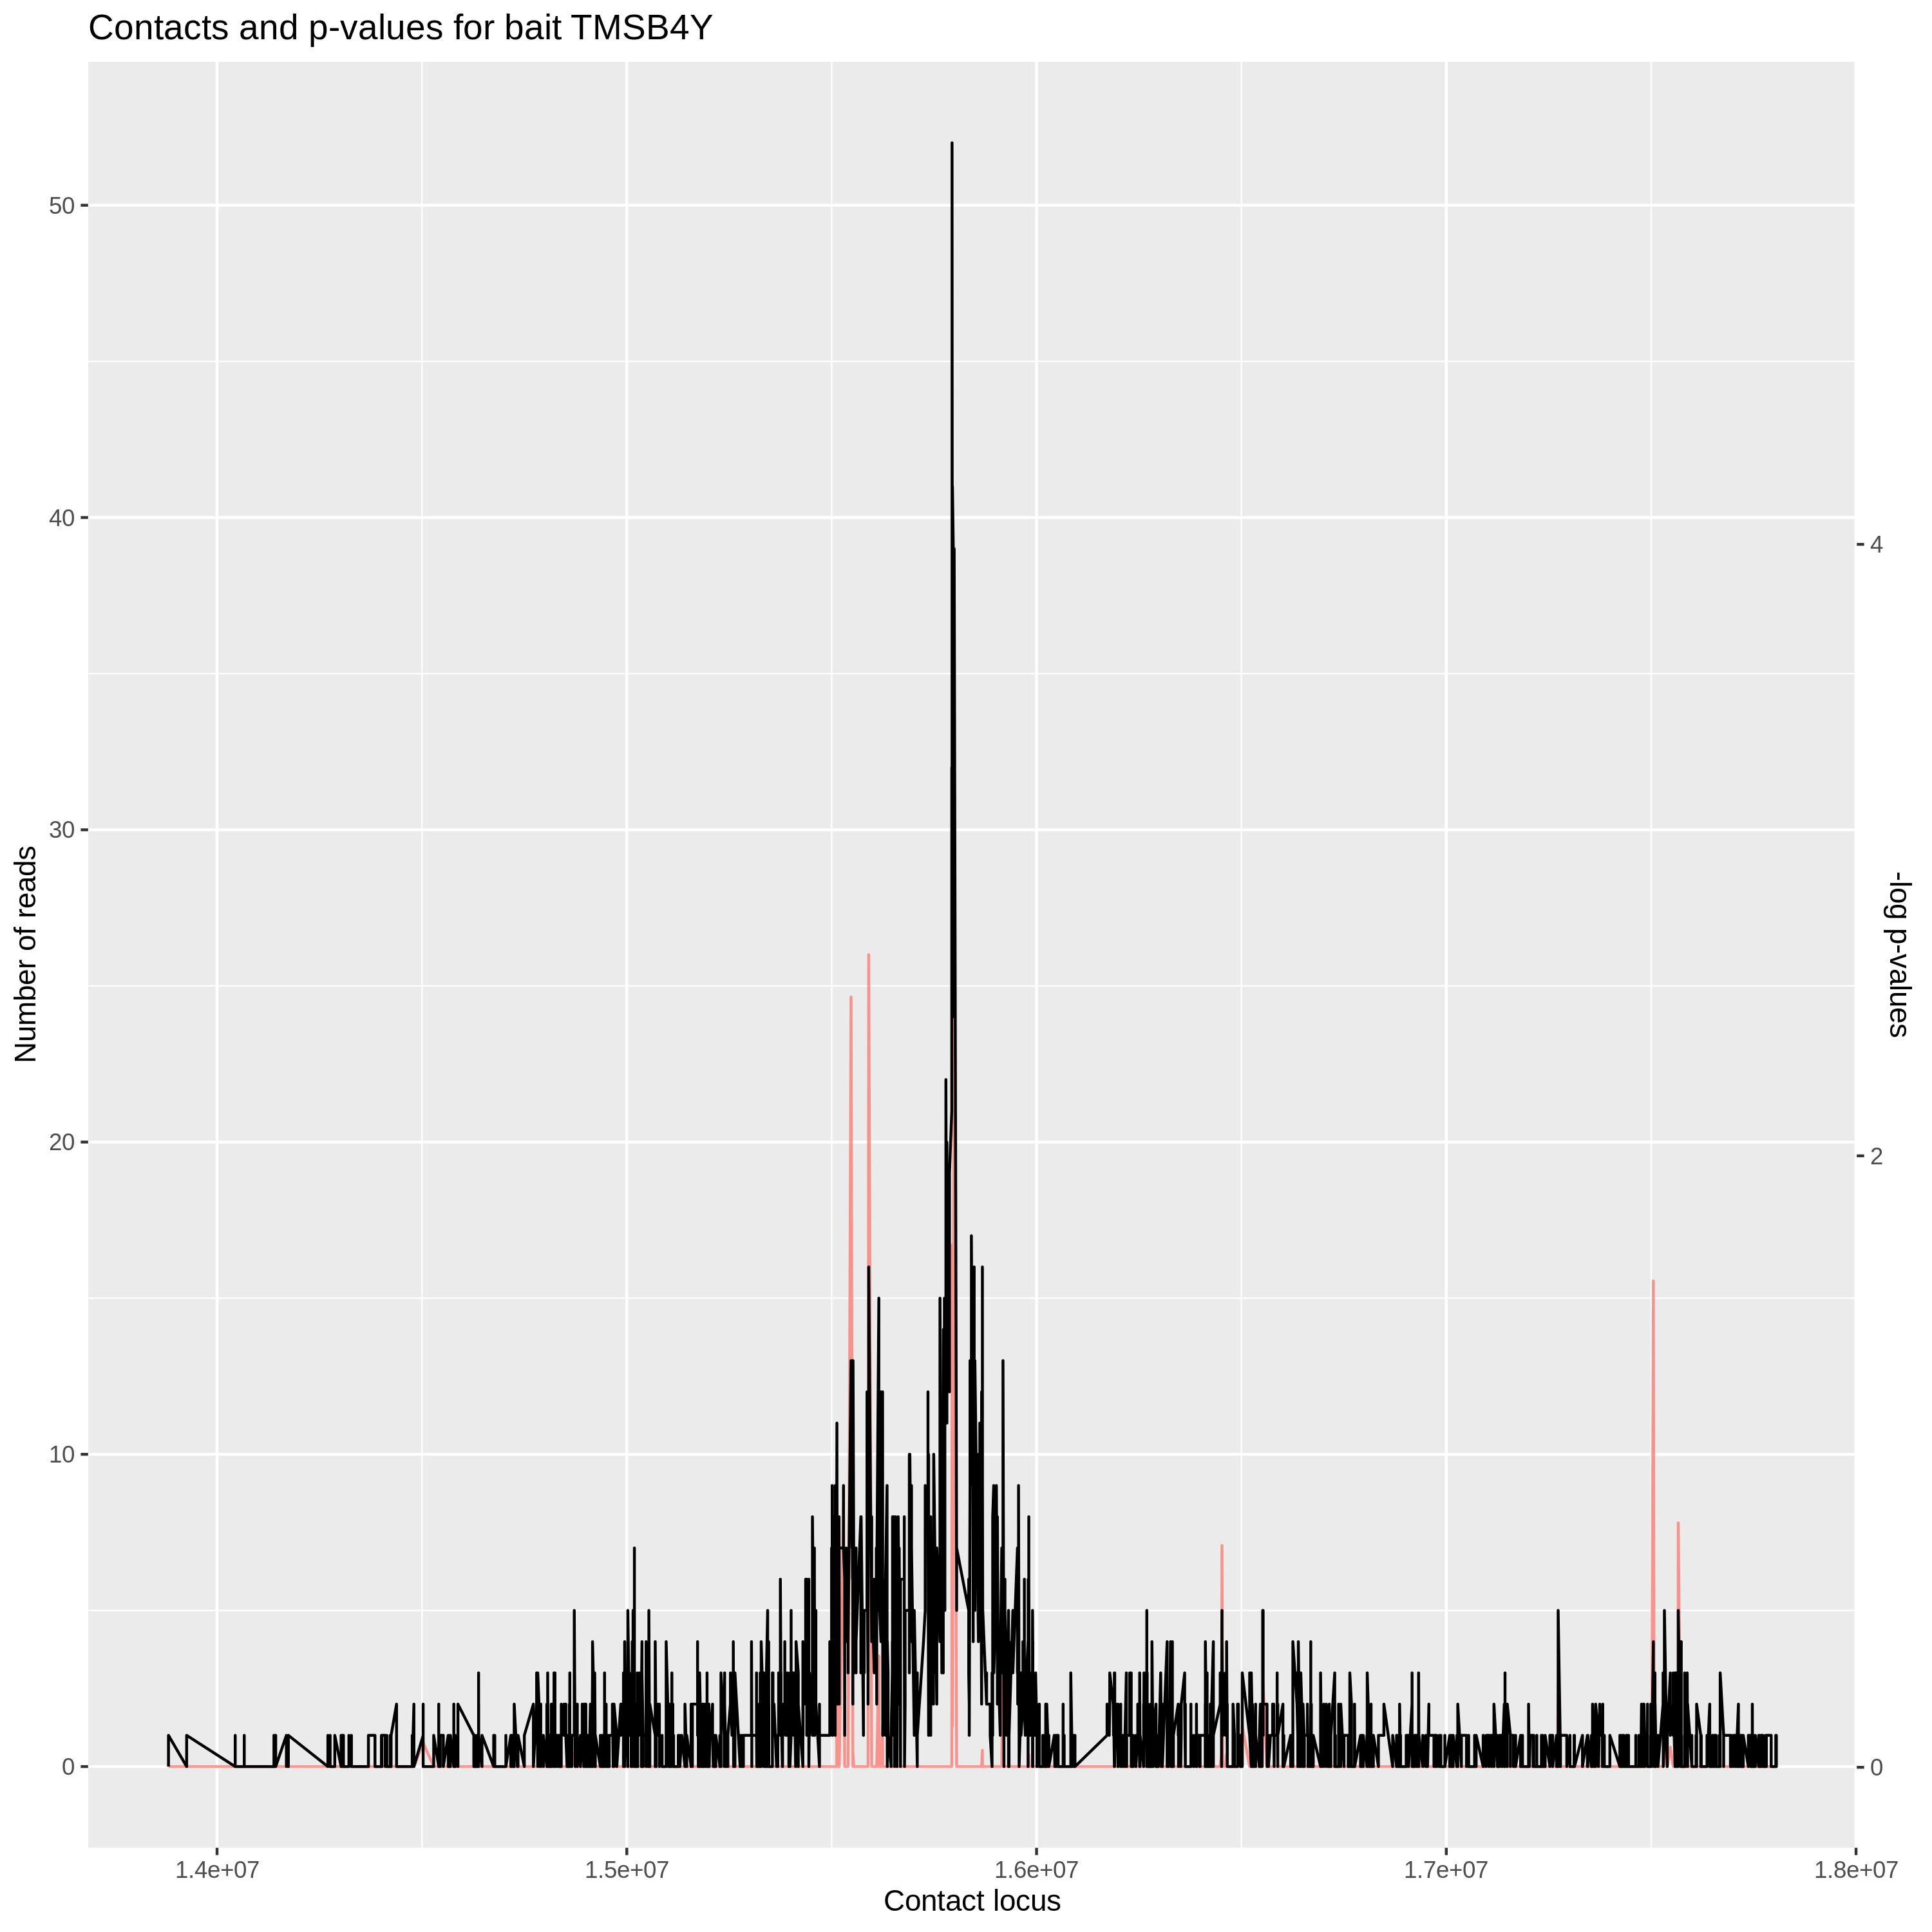 Contacts and p-values for bait TMSB4Y
50
40
30
20
10
0
Number of reads
4
2
0
-log p-values
1.4e+07 1.5e+07 1.6e+07 1.7e+07 1.8e+07
Contact locus